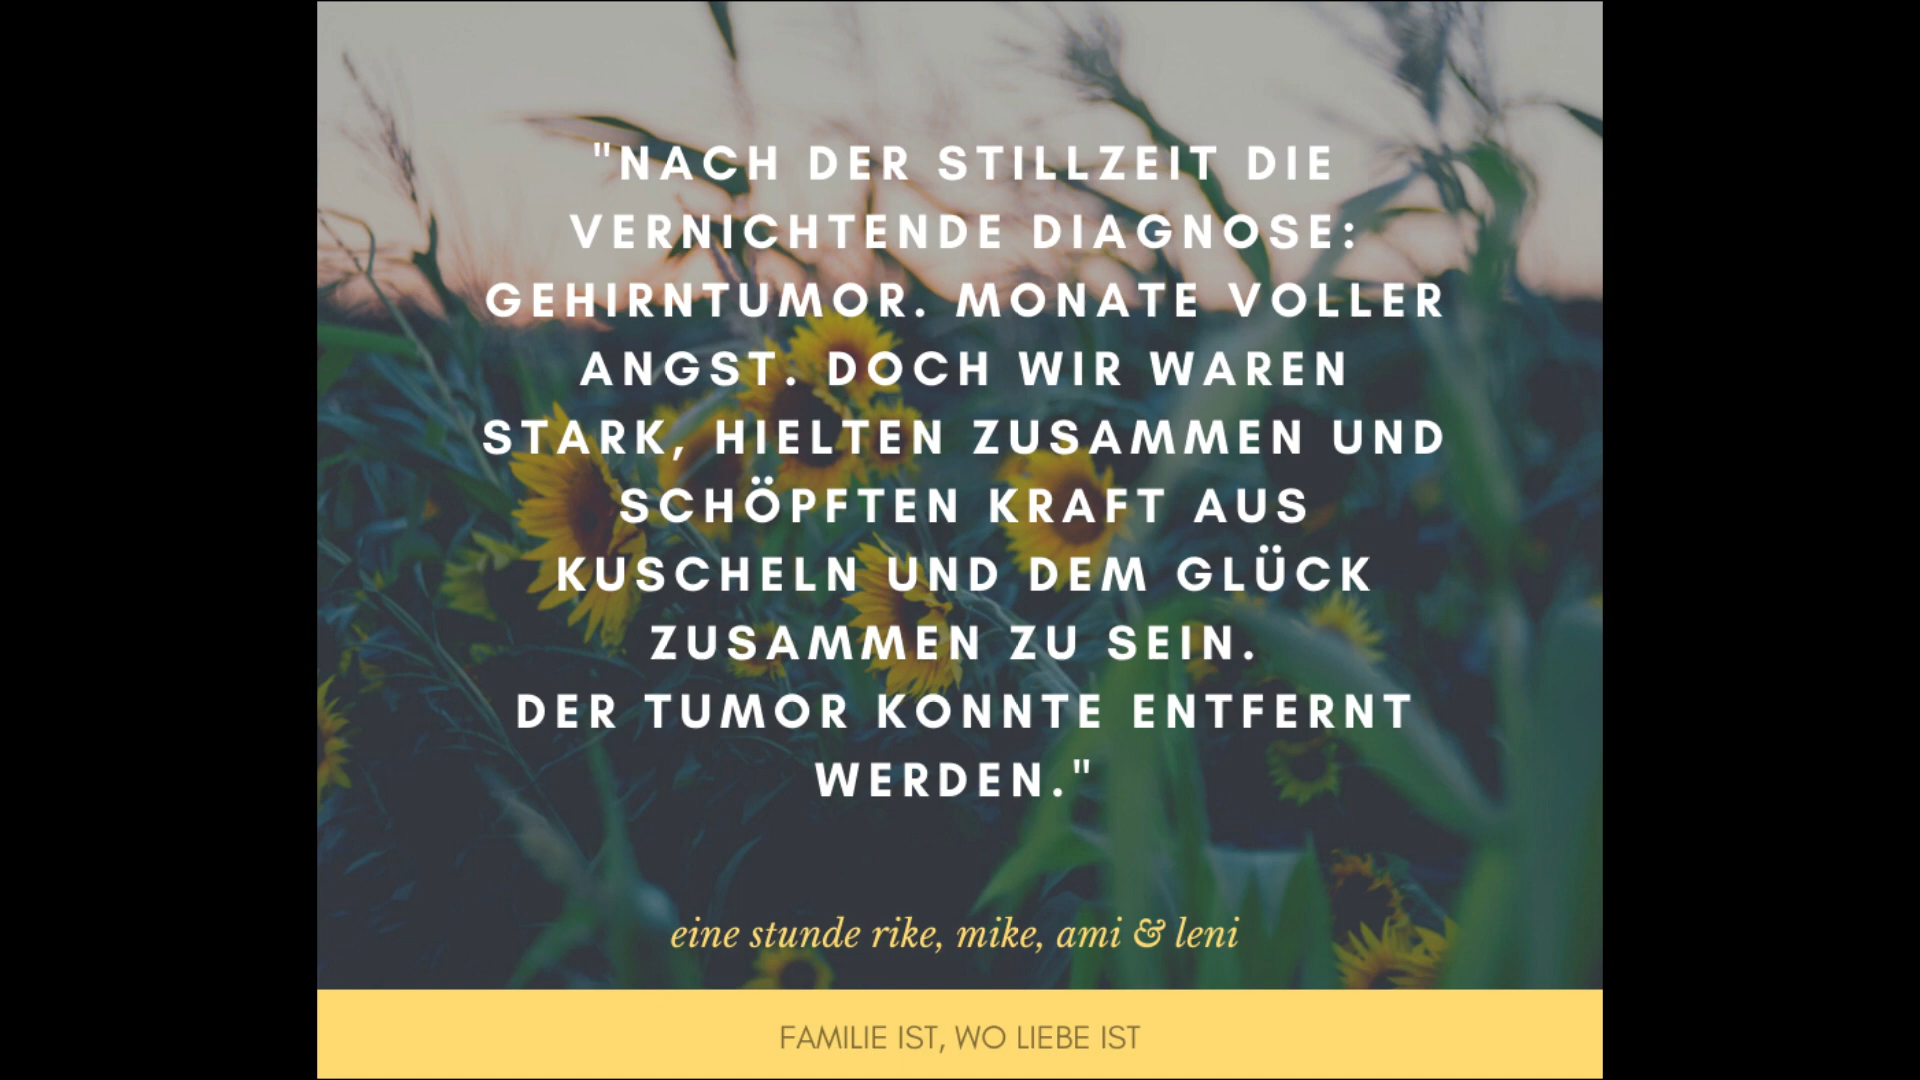 "NACH DER STILLZEIT DIE
VERNICHTENDE DIAGNOSE:
GEHIRNTUMOR. MONATE VOLLER
ANGST. DOCH WIR WAREN
STARK, HIELTEN ZUSAMMEN UND
SCHÖPFTEN KRAFT AUS
KUSCHELN UND DEM GLÜCK
ZUSAMMEN ZU SEIN.
DER TUMOR KONNTE ENTFERNT
WERDEN."
eine stunde rike, mike, ami & leni
FAMILIE IST, WO LIEBE IST